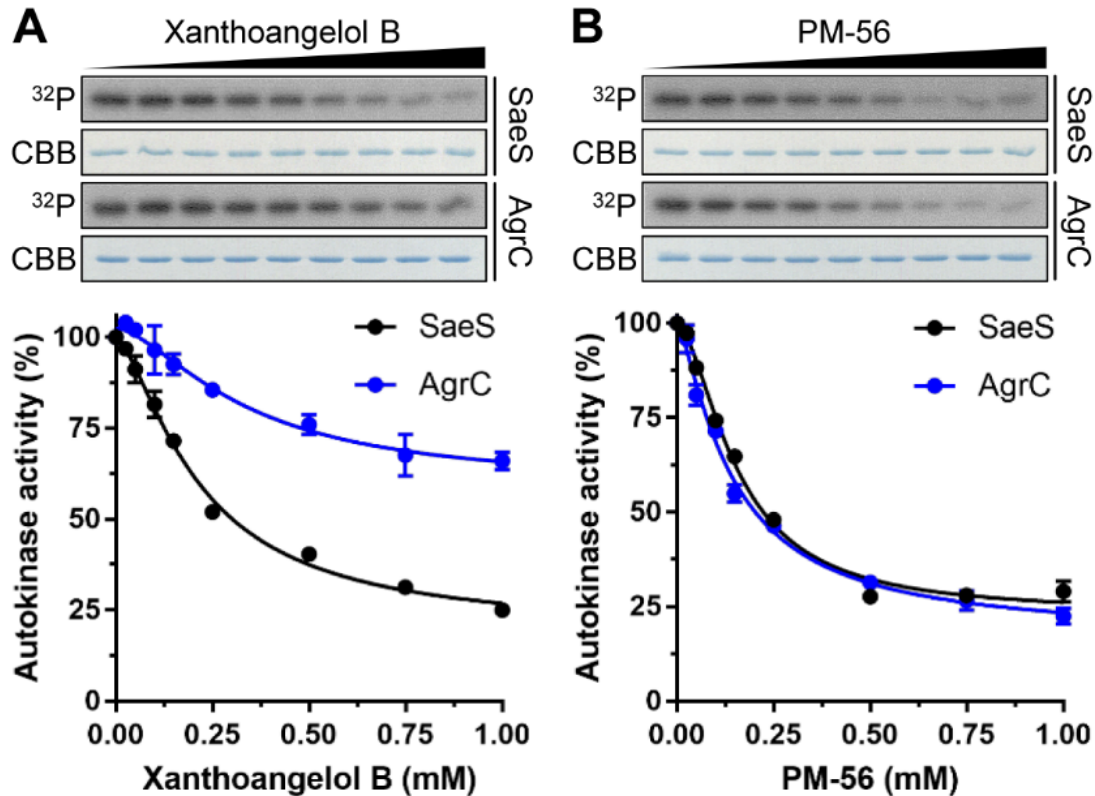 A
Xanthoangelol B
32P
CBB
SaeS
32P
CBB
AgrC
SaeS
AgrC
Autokinase activity (%)
100
75
50
25
0
0.00 0.25 0.50 0.75 1.00
Xanthoangelol B (mM)
B
PM-56
32P
CBB
SaeS
32P
CBB
AgrC
SaeS
AgrC
Autokinase activity (%)
100
75
50
25
0
0.00 0.25 0.50 0.75 1.00
PM-56 (mM)